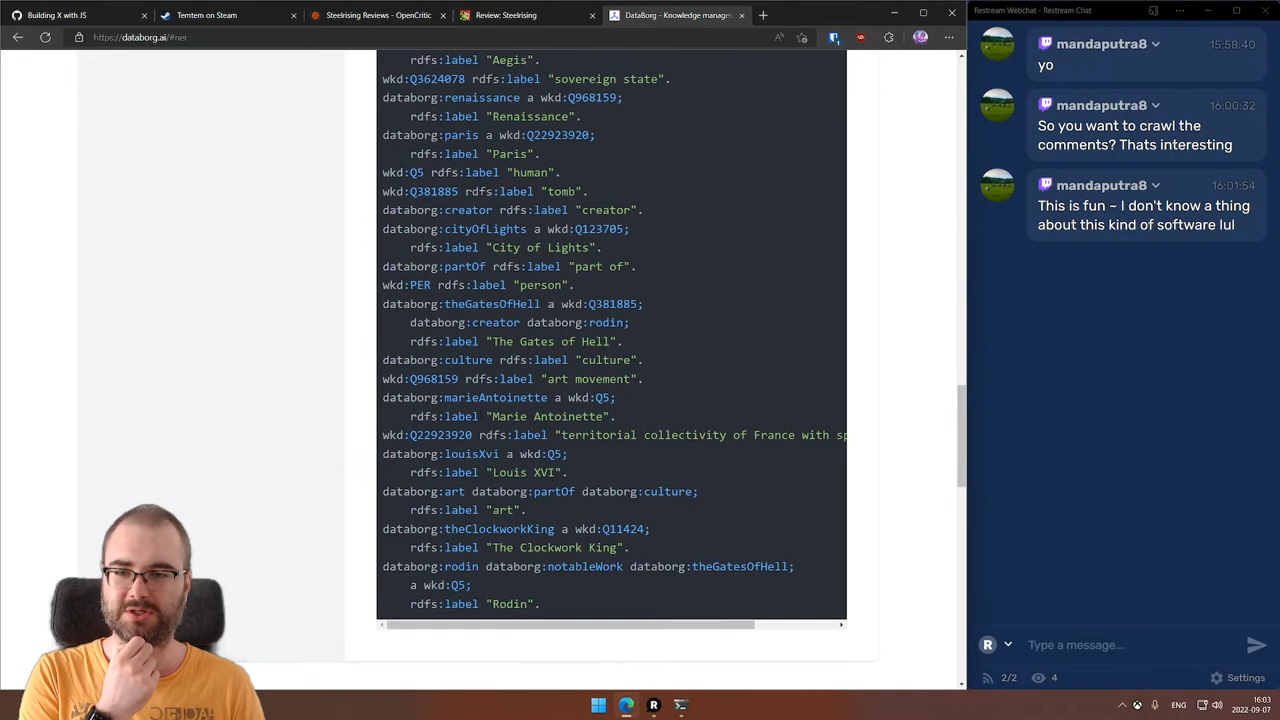 Building X with JS
Temtem on Steam
Steelrising Reviews - OpenCritic
Review: Steelrising
DataBorg - Knowledge manager
https://databorg.ai/#ner
rdfs:label "Aegis".
wkd:Q3624078 rdfs:label "sovereign state".
databorg:renaissance a wkd:Q968159;
rdfs:label "Renaissance".
databorg:paris a wkd:Q22923920;
rdfs:label "Paris".
wkd:Q5 rdfs:label "human".
wkd:Q381885 rdfs:label "tomb".
databorg:creator rdfs:label "creator".
databorg:cityOfLights a wkd:Q123705;
rdfs:label "City of Lights".
databorg:partOf rdfs:label "part of".
wkd:PER rdfs:label "person".
databorg:theGatesOfHell a wkd:Q381885;
databorg:creator databorg:rodin;
rdfs:label "The Gates of Hell".
databorg:culture rdfs:label "culture".
wkd:Q968159 rdfs:label "art movement".
databorg:marieAntoinette a wkd:Q5;
rdfs:label "Marie Antoinette".
wkd:Q22923920 rdfs:label "territorial collectivity of France with sp
databorg:louisXvi a wkd:Q5;
rdfs:label "Louis XVI".
databorg:art databorg:partOf databorg:culture;
rdfs:label "art".
databorg:theClockworkKing a wkd:Q11424;
rdfs:label "The Clockwork King".
databorg:rodin databorg:notableWork databorg:theGatesOfHell;
a wkd:Q5;
rdfs:label "Rodin".
Restream Webchat - Restream Chat
mandaputra8 15:58:40
yo
mandaputra8 16:00:32
So you want to crawl the
comments? Thats interesting
mandaputra8 16:01:54
This is fun ~ I don't know a thing
about this kind of software lul
R Type a message...
2/2 4 Settings
ENG 16:03
2022-09-07